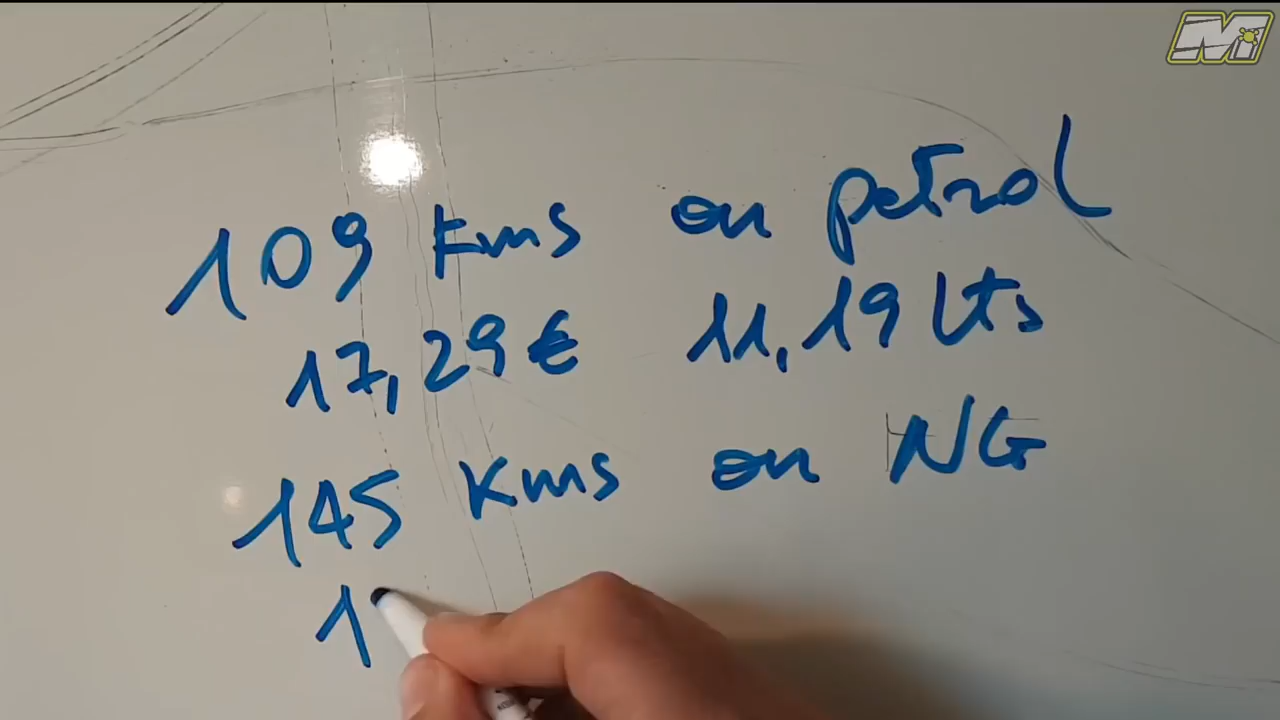 109 kms on petrol
17,29€ 11,19 lts
145 Kms on NG
1